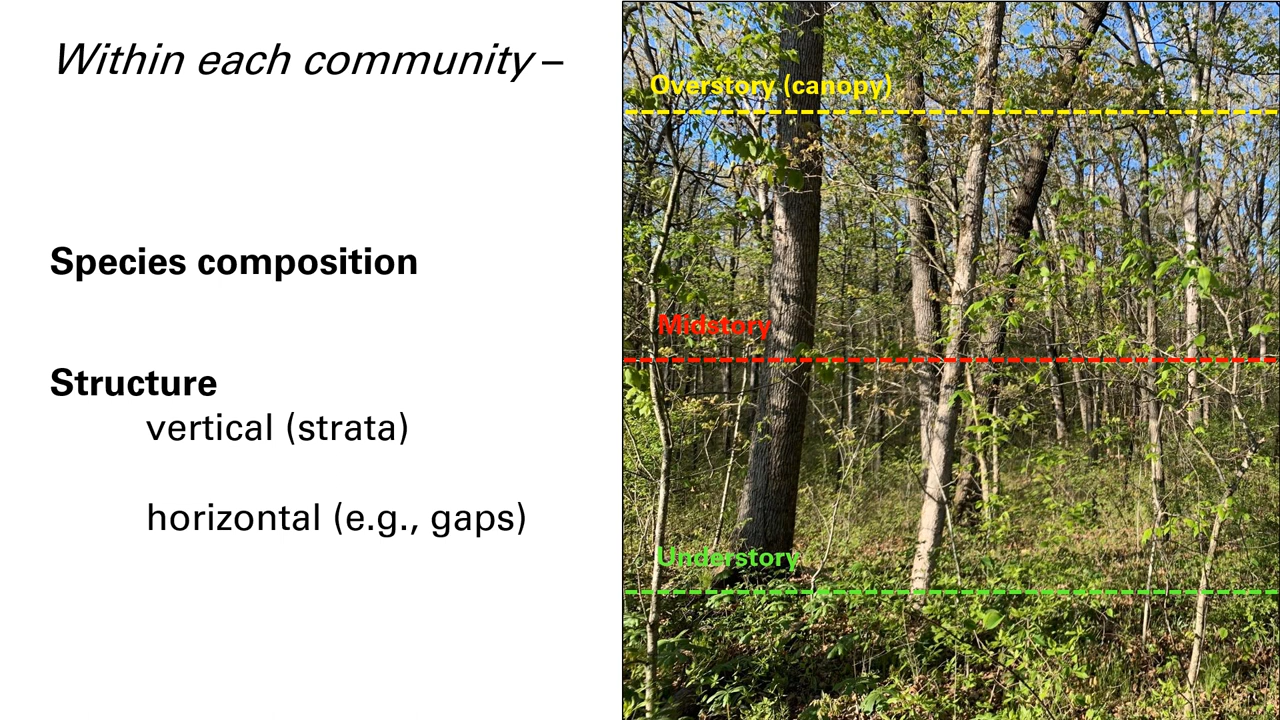 Within each community –
Species composition
Structure
vertical (strata)
horizontal (e.g., gaps)
Overstory (canopy)
Midstory
Understory